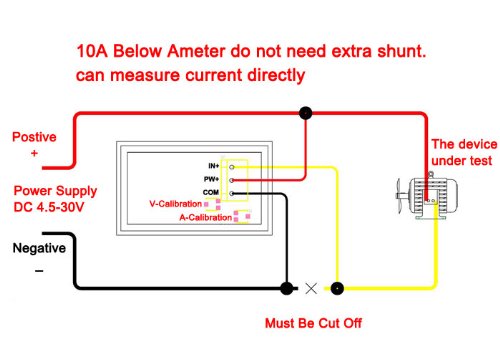 10A Below Ameter do not need extra shunt.
can measure current directly
Postive
+
Power Supply
DC 4.5-30V
Negative
–
IN+
PW+
COM
V-Calibration
A-Calibration
The device
under test
Must Be Cut Off